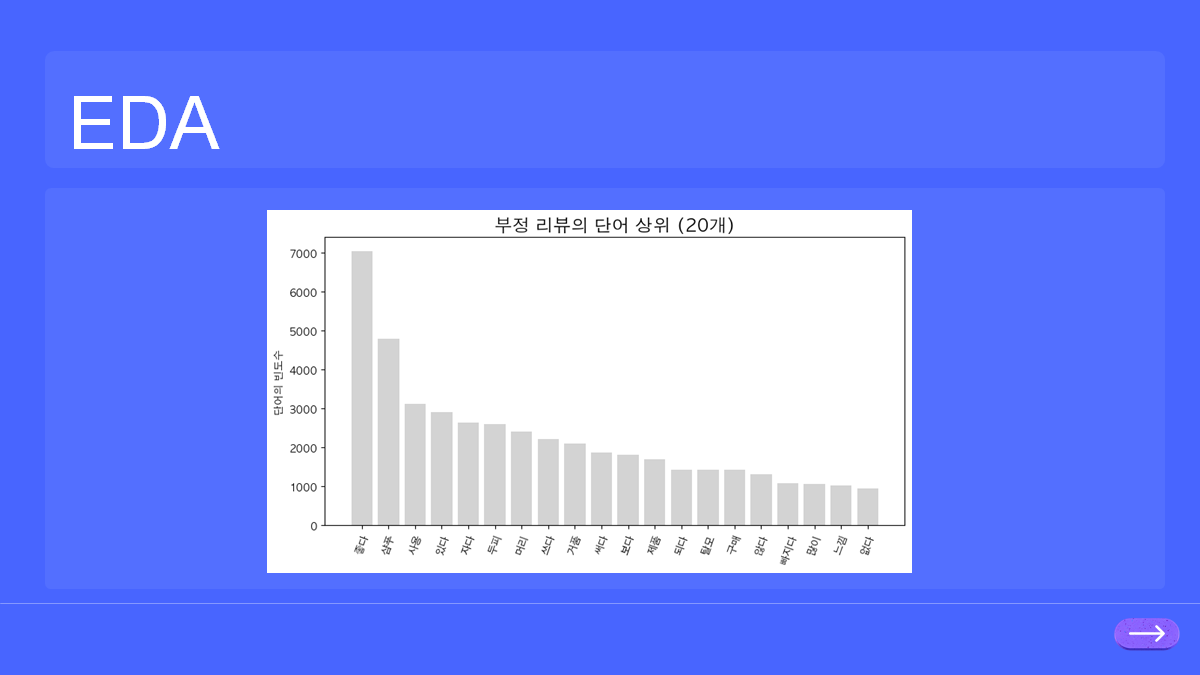 EDA
부정 리뷰의 단어 상위 (20개)
단어의 빈도수
7000
6000
5000
4000
3000
2000
1000
0
좋다
샴푸
사용
있다
자다
두피
머리
쓰다
거품
써다
보다
제품
되다
탈모
구매
않다
빠지다
많이
느낌
없다